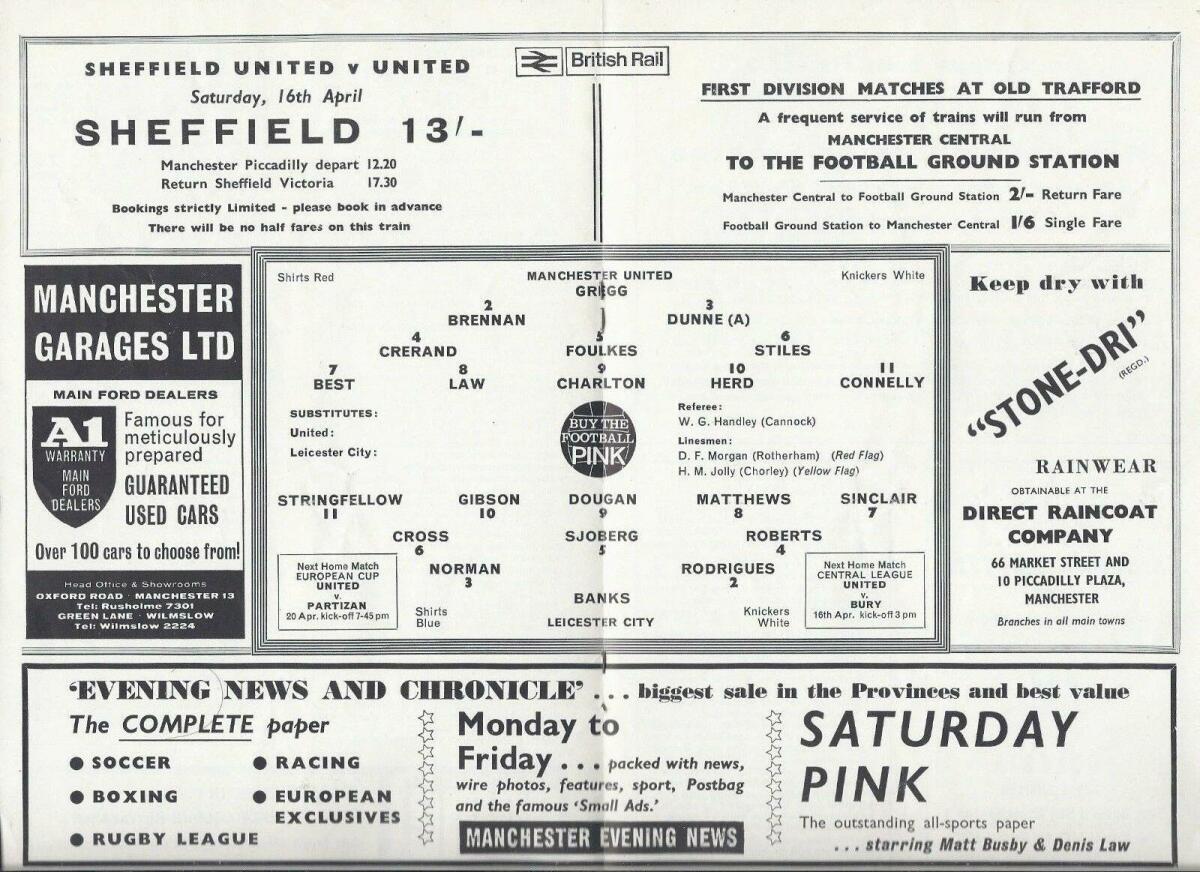 SHEFFIELD UNITED v UNITED
Saturday, 16th April
SHEFFIELD 13/-
Manchester Piccadilly depart 12.20
Return Sheffield Victoria 17.30
Bookings strictly Limited - please book in advance
There will be no half fares on this train
British Rail
FIRST DIVISION MATCHES AT OLD TRAFFORD
A frequent service of trains will run from
MANCHESTER CENTRAL
TO THE FOOTBALL GROUND STATION
Manchester Central to Football Ground Station 2/- Return Fare
Football Ground Station to Manchester Central 1/6 Single Fare
MANCHESTER
GARAGES LTD
MAIN FORD DEALERS
A1
WARRANTY
MAIN
FORD
DEALERS
Famous for
meticulously
prepared
GUARANTEED
USED CARS
Over 100 cars to choose from!
Head Office & Showrooms
OXFORD ROAD · MANCHESTER 13
Tel: Rusholme 7301
GREEN LANE · WILMSLOW
Tel: Wilmslow 2224
Shirts Red
MANCHESTER UNITED
Knickers White
GREGG
2 3
BRENNAN DUNNE (A)
4 5 6
CRERAND FOULKES STILES
7 8 9 10 11
BEST LAW CHARLTON HERD CONNELLY
SUBSTITUTES:
United:
Leicester City:
BUY THE
FOOTBALL
PINK
Referee:
W. G. Handley (Cannock)
Linesmen:
D. F. Morgan (Rotherham) (Red Flag)
H. M. Jolly (Chorley) (Yellow Flag)
STRINGFELLOW GIBSON DOUGAN MATTHEWS SINCLAIR
11 10 9 8 7
CROSS SJOBERG ROBERTS
6 5 4
NORMAN RODRIGUES
3 2
BANKS
LEICESTER CITY
Next Home Match
EUROPEAN CUP
UNITED
v.
PARTIZAN
20 Apr. kick-off 7-45 pm
Shirts
Blue
Knickers
White
Next Home Match
CENTRAL LEAGUE
UNITED
v.
BURY
16th Apr. kick-off 3 pm
Keep dry with
"STONE-DRI"
(REGD.)
RAINWEAR
OBTAINABLE AT THE
DIRECT RAINCOAT
COMPANY
66 MARKET STREET AND
10 PICCADILLY PLAZA,
MANCHESTER
Branches in all main towns
'EVENING NEWS AND CHRONICLE' . . . biggest sale in the Provinces and best value
The COMPLETE paper
● SOCCER ● RACING
● BOXING ● EUROPEAN
EXCLUSIVES
● RUGBY LEAGUE
Monday to
Friday . . . packed with news,
wire photos, features, sport, Postbag
and the famous 'Small Ads.'
MANCHESTER EVENING NEWS
SATURDAY
PINK
The outstanding all-sports paper
. . . starring Matt Busby & Denis Law